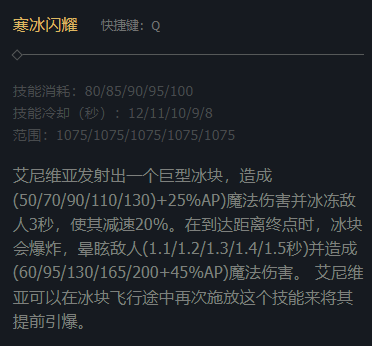 寒冰闪耀 快捷键：Q
技能消耗：80/85/90/95/100
技能冷却（秒）：12/11/10/9/8
范围：1075/1075/1075/1075/1075
艾尼维亚发射出一个巨型冰块，造成
(50/70/90/110/130)+25%AP)魔法伤害并冰冻敌
人3秒，使其减速20%。在到达距离终点时，冰块
会爆炸，晕眩敌人(1.1/1.2/1.3/1.4/1.5秒)并造成
(60/95/130/165/200+45%AP)魔法伤害。 艾尼维
亚可以在冰块飞行途中再次施放这个技能来将其
提前引爆。